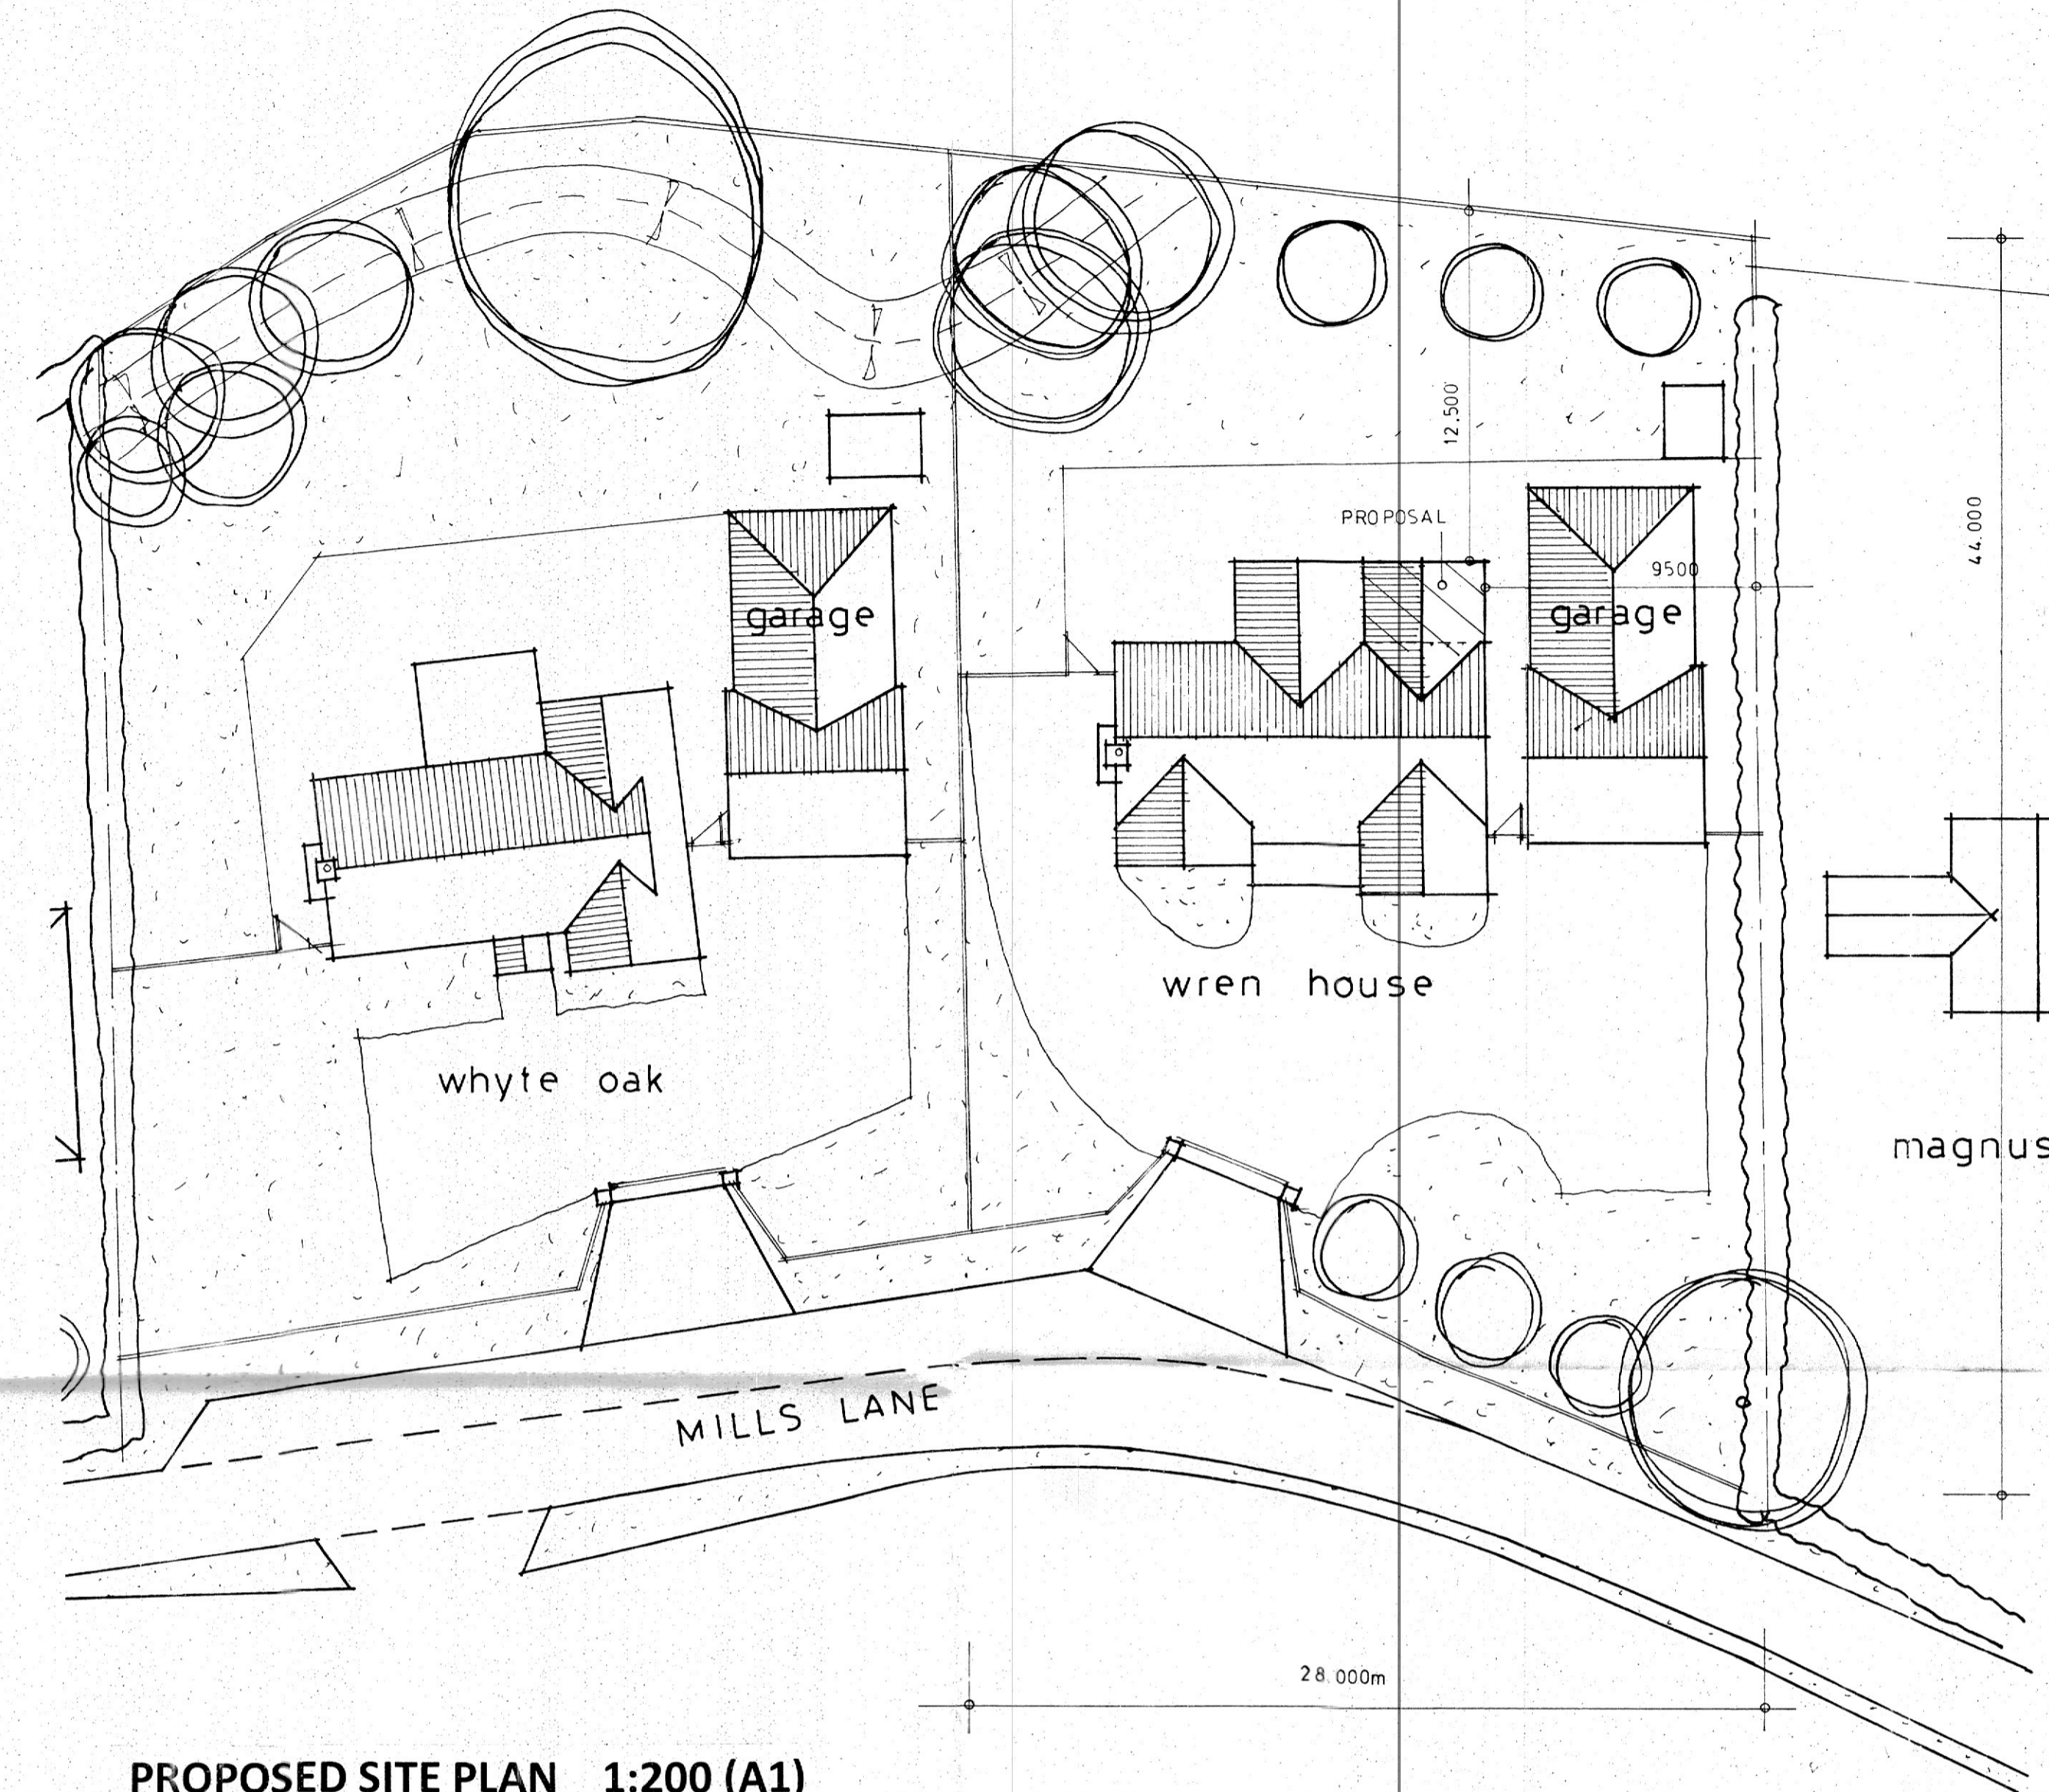 12.500
PROPOSAL
44.000
9500
garage
garage
wren house
whyte oak
magnus
MILLS LANE
28.000m
PROPOSED SITE PLAN 1:200 (A1)